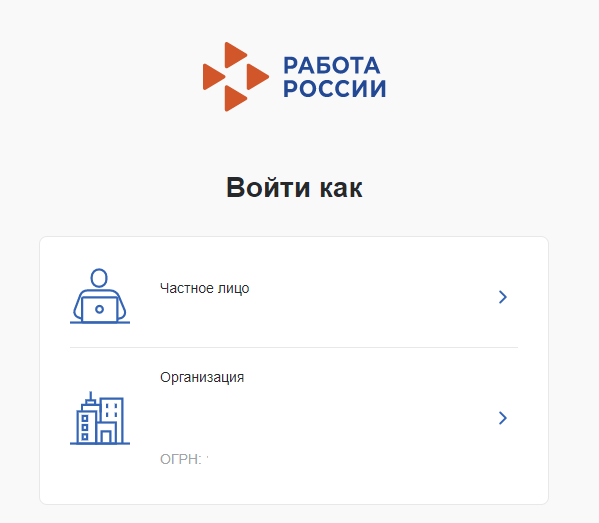 РАБОТА
РОССИИ
Войти как
Частное лицо
Организация
ОГРН: